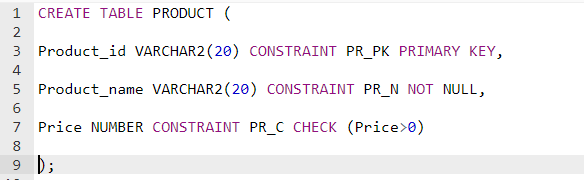 1 CREATE TABLE PRODUCT (
2
3 Product_id VARCHAR2(20) CONSTRAINT PR_PK PRIMARY KEY,
4
5 Product_name VARCHAR2(20) CONSTRAINT PR_N NOT NULL,
6
7 Price NUMBER CONSTRAINT PR_C CHECK (Price>0)
8
9 );